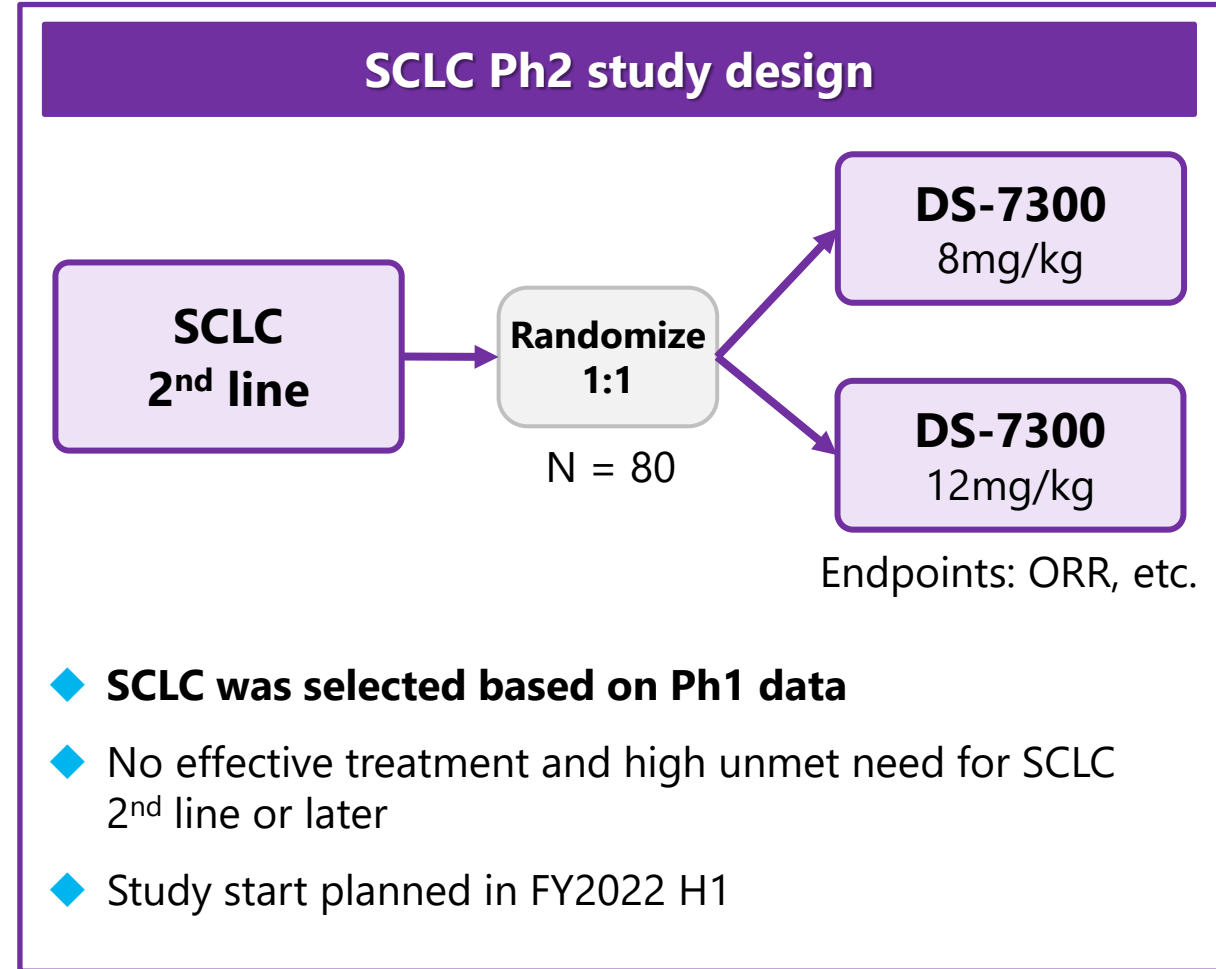 SCLC Ph2 study design
SCLC
2nd line
Randomize
1:1
N = 80
DS-7300
8mg/kg
DS-7300
12mg/kg
Endpoints: ORR, etc.
SCLC was selected based on Ph1 data
No effective treatment and high unmet need for SCLC
2nd line or later
Study start planned in FY2022 H1